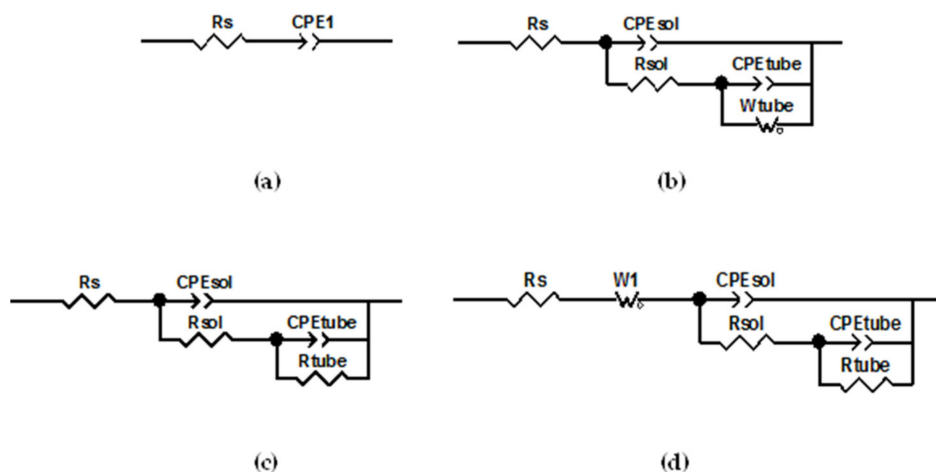 Rs CPE1
(a)
Rs CPEsol
Rsol CPEtube
Wtube
(b)
Rs CPEsol
Rsol CPEtube
Rtube
(c)
Rs W1 CPEsol
Rsol CPEtube
Rtube
(d)